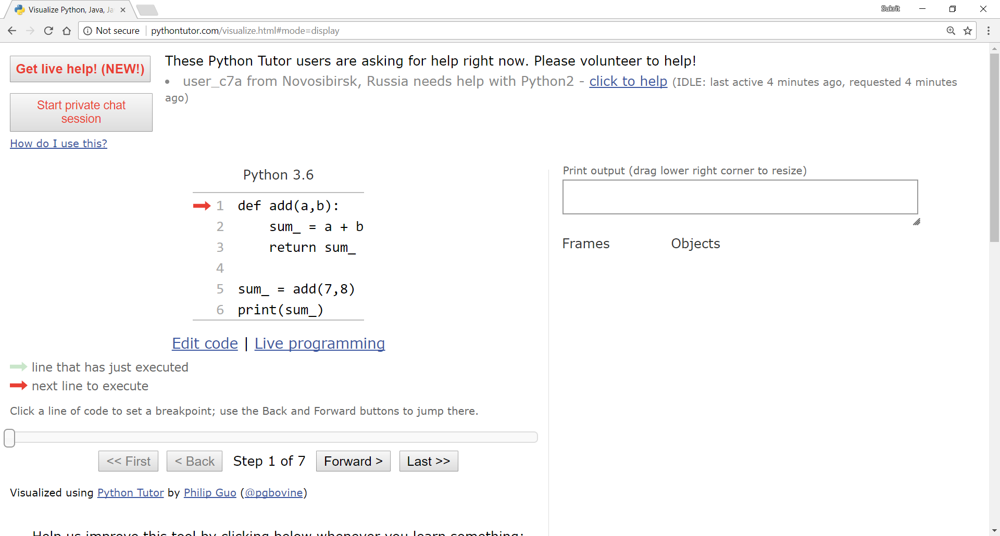 Visualize Python, Java, Ja
Sukrit
Not secure pythontutor.com/visualize.html#mode=display
Get live help! (NEW!)
Start private chat
session
How do I use this?
These Python Tutor users are asking for help right now. Please volunteer to help!
• user_c7a from Novosibirsk, Russia needs help with Python2 - click to help (IDLE: last active 4 minutes ago, requested 4 minutes
ago)
Python 3.6
1 def add(a,b):
2     sum_ = a + b
3     return sum_
4
5 sum_ = add(7,8)
6 print(sum_)
Edit code | Live programming
line that has just executed
next line to execute
Click a line of code to set a breakpoint; use the Back and Forward buttons to jump there.
<< First < Back Step 1 of 7 Forward > Last >>
Visualized using Python Tutor by Philip Guo (@pgbovine)
Help us improve this tool by clicking below whenever you learn something:
Print output (drag lower right corner to resize)
Frames Objects